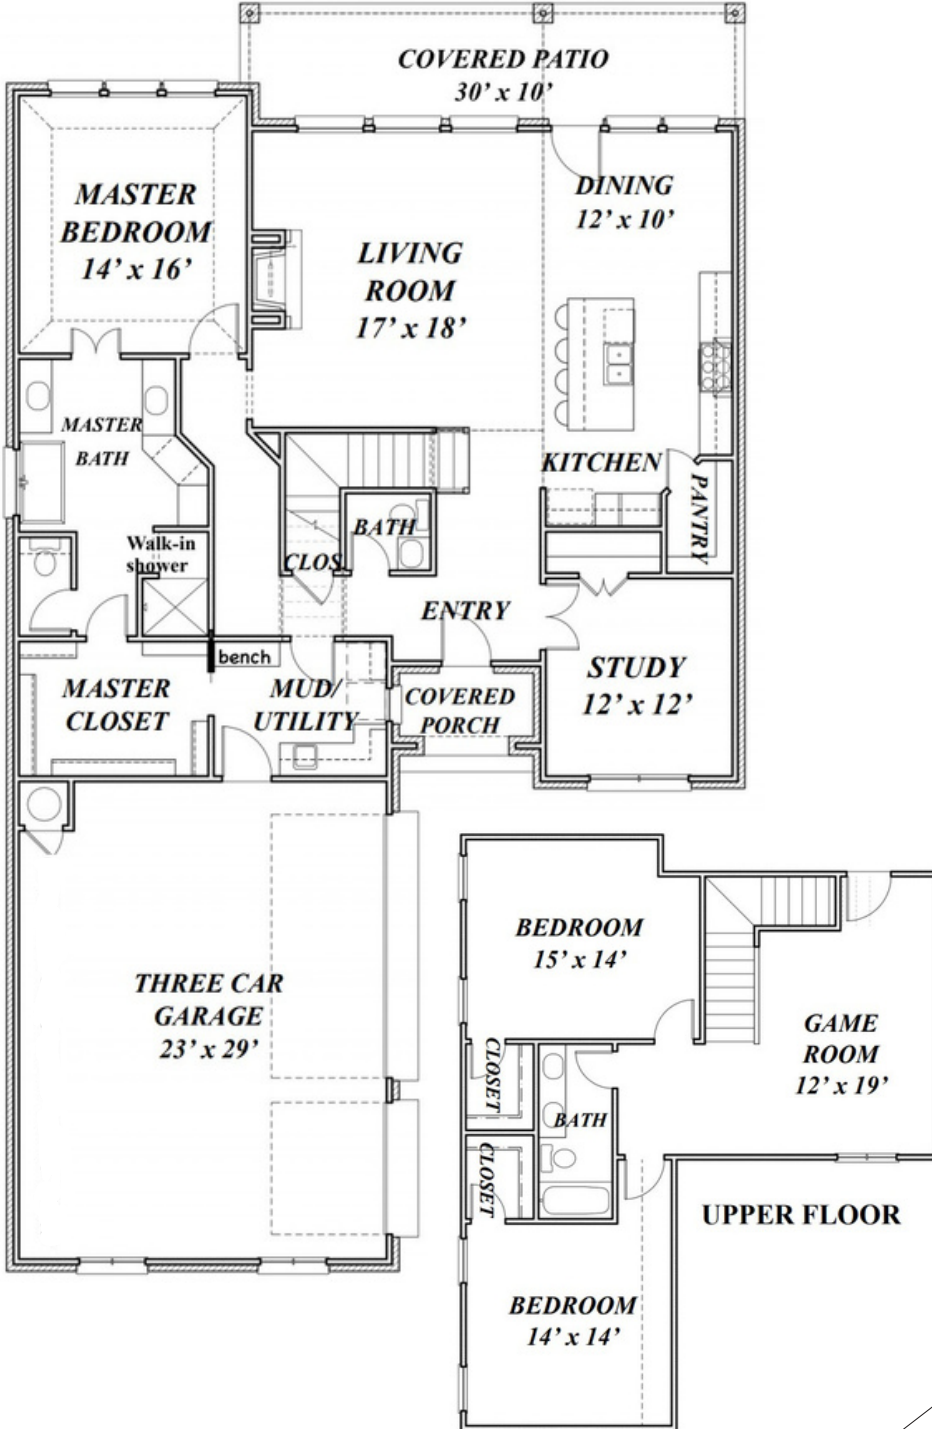 COVERED PATIO
30’ x 10’
MASTER
BEDROOM
14’ x 16’
LIVING
ROOM
17’ x 18’
DINING
12’ x 10’
MASTER
BATH
KITCHEN
PANTRY
BATH
Walk-in
shower
CLOS.
ENTRY
bench
MASTER
CLOSET
MUD/
UTILITY
COVERED
PORCH
STUDY
12’ x 12’
THREE CAR
GARAGE
23’ x 29’
BEDROOM
15’ x 14’
GAME
ROOM
12’ x 19’
CLOSET
BATH
CLOSET
UPPER FLOOR
BEDROOM
14’ x 14’